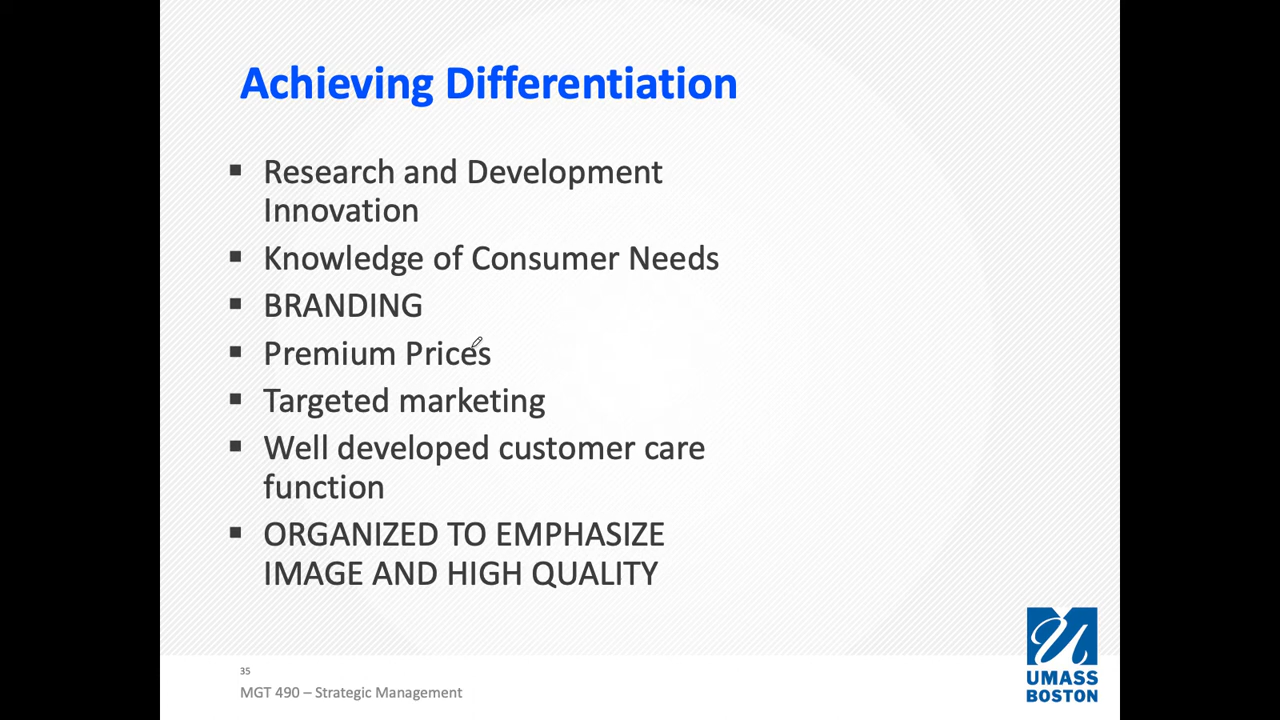 Achieving Differentiation
▪ Research and Development
Innovation
▪ Knowledge of Consumer Needs
▪ BRANDING
▪ Premium Prices
▪ Targeted marketing
▪ Well developed customer care
function
▪ ORGANIZED TO EMPHASIZE
IMAGE AND HIGH QUALITY
35
MGT 490 – Strategic Management
UMASS
BOSTON